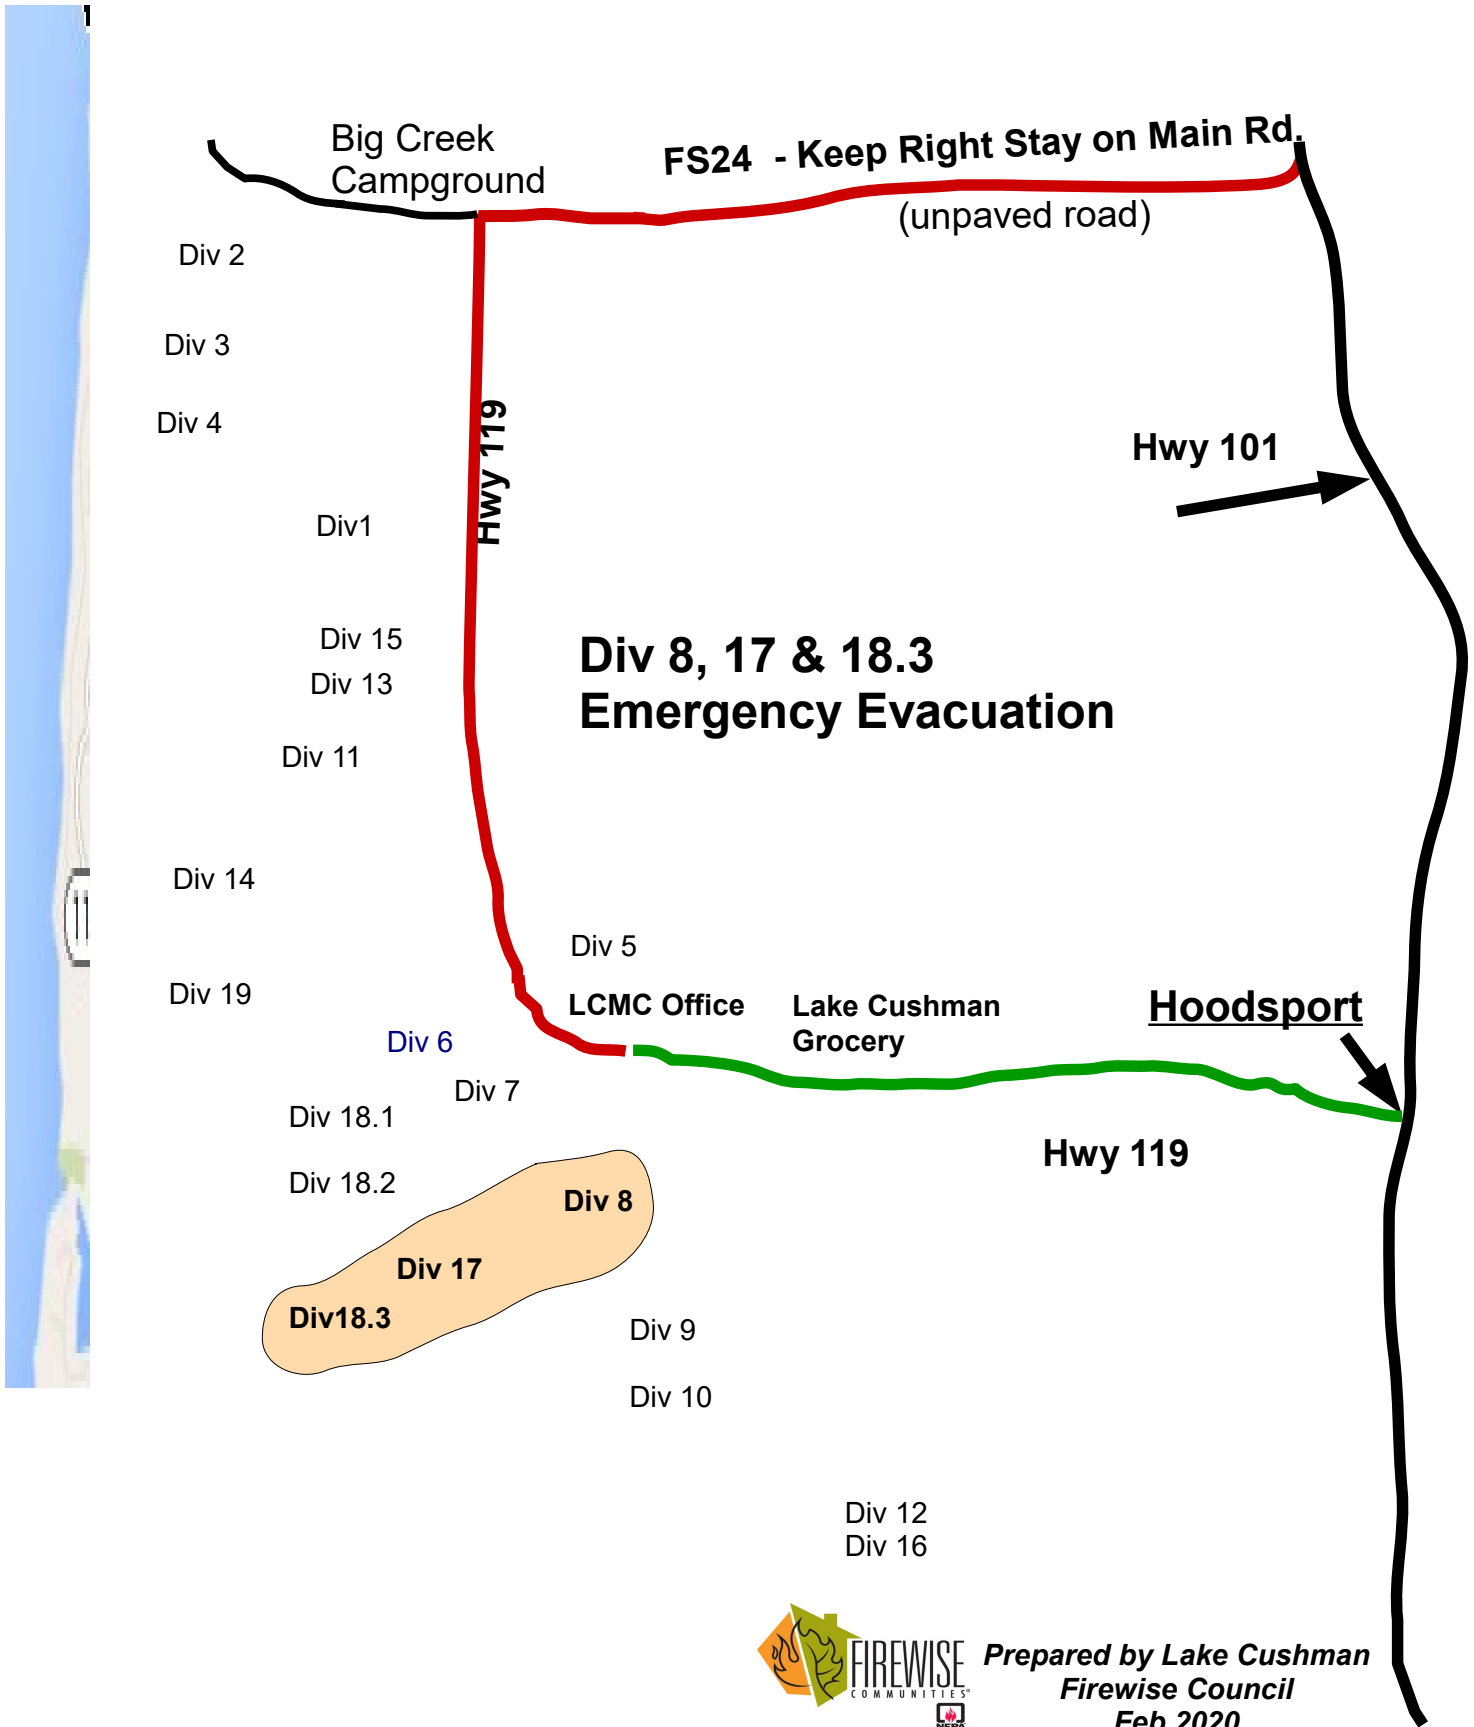 Big Creek
Campground
FS24 - Keep Right Stay on Main Rd.
(unpaved road)
Div 2
Div 3
Div 4
Hwy 119
Hwy 101
Div1
Div 15
Div 13
Div 8, 17 & 18.3
Emergency Evacuation
Div 11
Div 14
Div 5
Div 19
LCMC Office
Lake Cushman
Grocery
Hoodsport
Div 6
Div 7
Div 18.1
Hwy 119
Div 18.2
Div 8
Div 17
Div18.3
Div 9
Div 10
Div 12
Div 16
FIREWISE
COMMUNITIES
Prepared by Lake Cushman
Firewise Council
Feb 2020